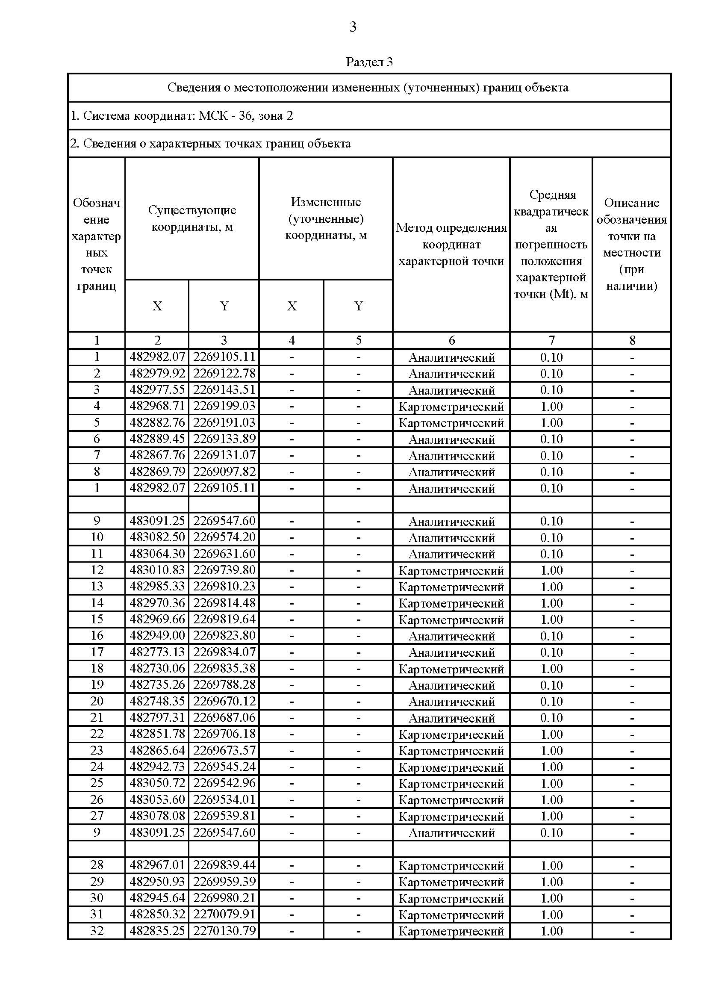 3
Раздел 3
Сведения о местоположении измененных (уточненных) границ объекта
1. Система координат: МСК - 36, зона 2
2. Сведения о характерных точках границ объекта
Обознач
ение
характер
ных
точек
границ
Существующие
координаты, м
Измененные
(уточненные)
координаты, м
Метод определения
координат
характерной точки
Средняя
квадратическ
ая
погрешность
положения
характерной
точки (Mt), м
Описание
обозначения
точки на
местности
(при
наличии)
X Y X Y
1 2 3 4 5 6 7 8
1 482982.07 2269105.11 - - Аналитический 0.10 -
2 482979.92 2269122.78 - - Аналитический 0.10 -
3 482977.55 2269143.51 - - Аналитический 0.10 -
4 482968.71 2269199.03 - - Картометрический 1.00 -
5 482882.76 2269191.03 - - Картометрический 1.00 -
6 482889.45 2269133.89 - - Аналитический 0.10 -
7 482867.76 2269131.07 - - Аналитический 0.10 -
8 482869.79 2269097.82 - - Аналитический 0.10 -
1 482982.07 2269105.11 - - Аналитический 0.10 -
9 483091.25 2269547.60 - - Аналитический 0.10 -
10 483082.50 2269574.20 - - Аналитический 0.10 -
11 483064.30 2269631.60 - - Аналитический 0.10 -
12 483010.83 2269739.80 - - Картометрический 1.00 -
13 482985.33 2269810.23 - - Картометрический 1.00 -
14 482970.36 2269814.48 - - Картометрический 1.00 -
15 482969.66 2269819.64 - - Картометрический 1.00 -
16 482949.00 2269823.80 - - Аналитический 0.10 -
17 482773.13 2269834.07 - - Аналитический 0.10 -
18 482730.06 2269835.38 - - Картометрический 1.00 -
19 482735.26 2269788.28 - - Аналитический 0.10 -
20 482748.35 2269670.12 - - Аналитический 0.10 -
21 482797.31 2269687.06 - - Аналитический 0.10 -
22 482851.78 2269706.18 - - Картометрический 1.00 -
23 482865.64 2269673.57 - - Картометрический 1.00 -
24 482942.73 2269545.24 - - Картометрический 1.00 -
25 483050.72 2269542.96 - - Картометрический 1.00 -
26 483053.60 2269534.01 - - Картометрический 1.00 -
27 483078.08 2269539.81 - - Картометрический 1.00 -
9 483091.25 2269547.60 - - Аналитический 0.10 -
28 482967.01 2269839.44 - - Картометрический 1.00 -
29 482950.93 2269959.39 - - Картометрический 1.00 -
30 482945.64 2269980.21 - - Картометрический 1.00 -
31 482850.32 2270079.91 - - Картометрический 1.00 -
32 482835.25 2270130.79 - - Картометрический 1.00 -